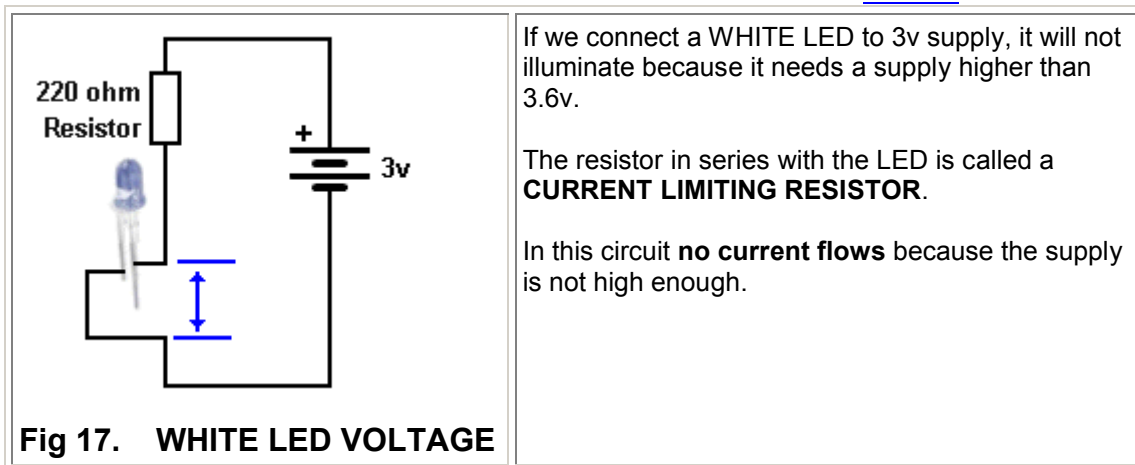 220 ohm
Resistor
+
3v
Fig 17. WHITE LED VOLTAGE
If we connect a WHITE LED to 3v supply, it will not
illuminate because it needs a supply higher than
3.6v.
The resistor in series with the LED is called a
CURRENT LIMITING RESISTOR.
In this circuit no current flows because the supply
is not high enough.